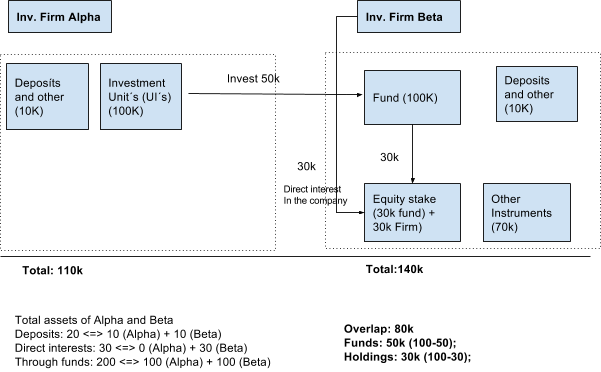 Inv. Firm Alpha
Inv. Firm Beta
Deposits
and other
(10K)
Investment
Unit´s (UI´s)
(100K)
Invest 50k
Fund (100K)
Deposits
and other
(10K)
30k
30k
Direct interest
In the company
Equity stake
(30k fund) +
30k Firm)
Other
Instruments
(70k)
Total: 110k
Total:140k
Total assets of Alpha and Beta
Deposits: 20 <=> 10 (Alpha) + 10 (Beta)
Direct interests: 30 <=> 0 (Alpha) + 30 (Beta)
Through funds: 200 <=> 100 (Alpha) + 100 (Beta)
Overlap: 80k
Funds: 50k (100-50);
Holdings: 30k (100-30);